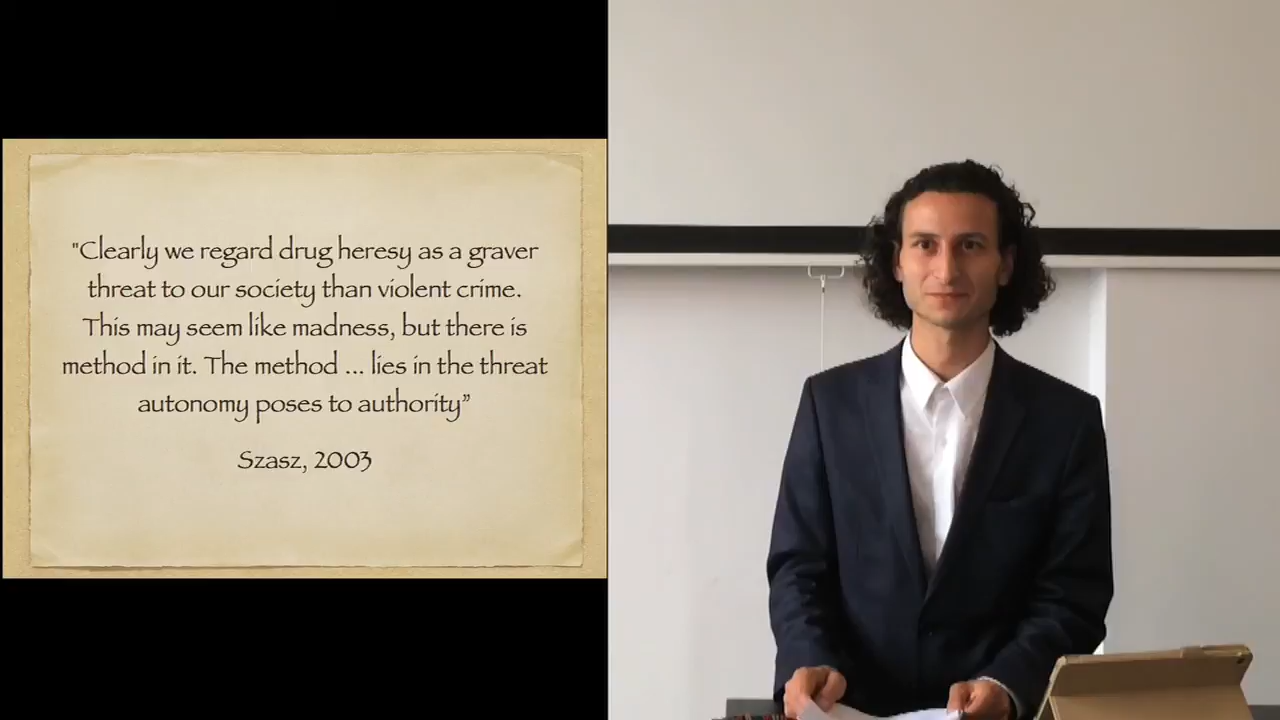 "Clearly we regard drug heresy as a graver
threat to our society than violent crime.
This may seem like madness, but there is
method in it. The method ... lies in the threat
autonomy poses to authority”
Szasz, 2003